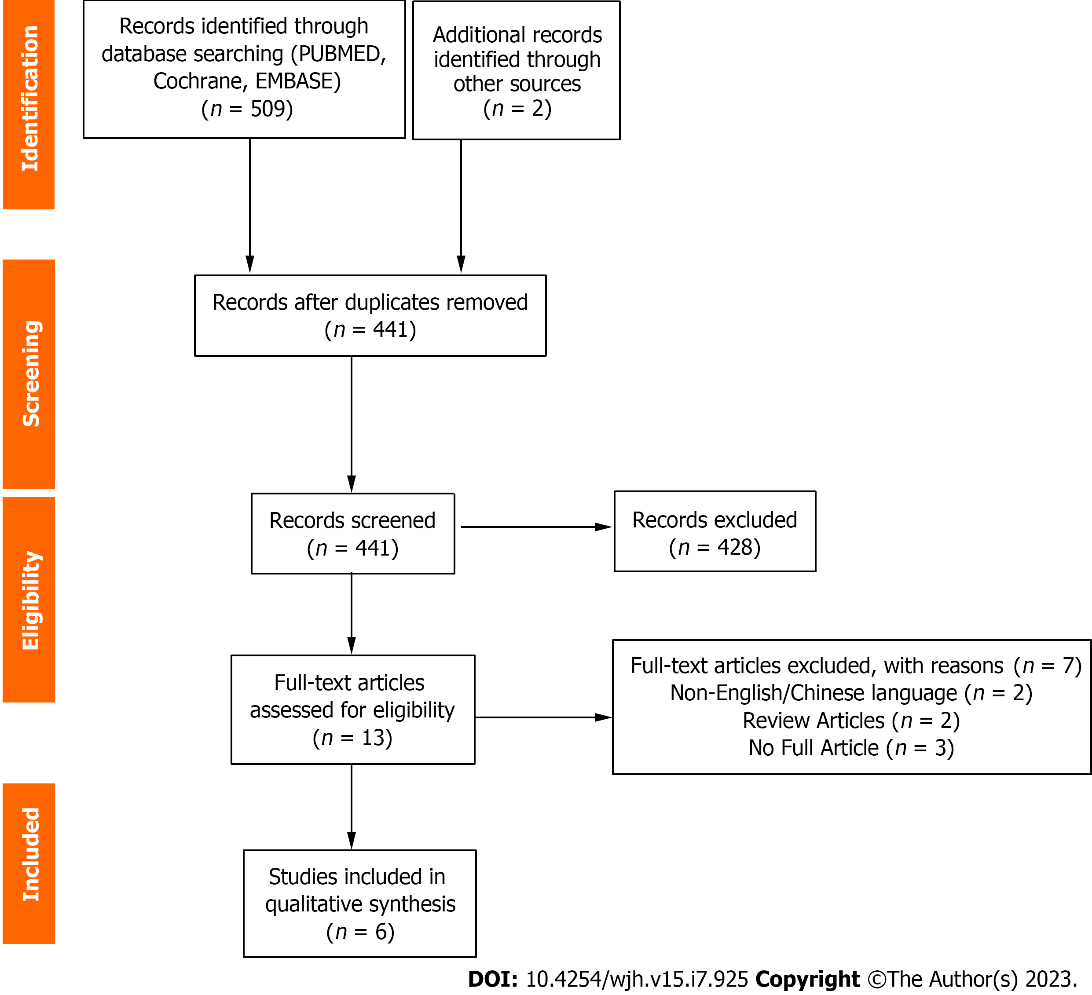 Identification
Records identified through
database searching (PUBMED,
Cochrane, EMBASE)
(n = 509)
Additional records
identified through
other sources
(n = 2)
Screening
Records after duplicates removed
(n = 441)
Eligibility
Records screened
(n = 441)
Records excluded
(n = 428)
Full-text articles
assessed for eligibility
(n = 13)
Full-text articles excluded, with reasons (n = 7)
Non-English/Chinese language (n = 2)
Review Articles (n = 2)
No Full Article (n = 3)
Included
Studies included in
qualitative synthesis
(n = 6)
DOI: 10.4254/wjh.v15.i7.925 Copyright ©The Author(s) 2023.